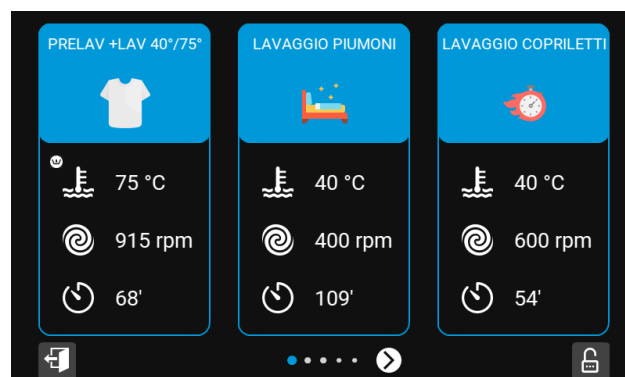 PRELAV +LAV 40°/75°
75 °C
915 rpm
68'
LAVAGGIO PIUMONI
40 °C
400 rpm
109'
LAVAGGIO COPRILETTI
40 °C
600 rpm
54'